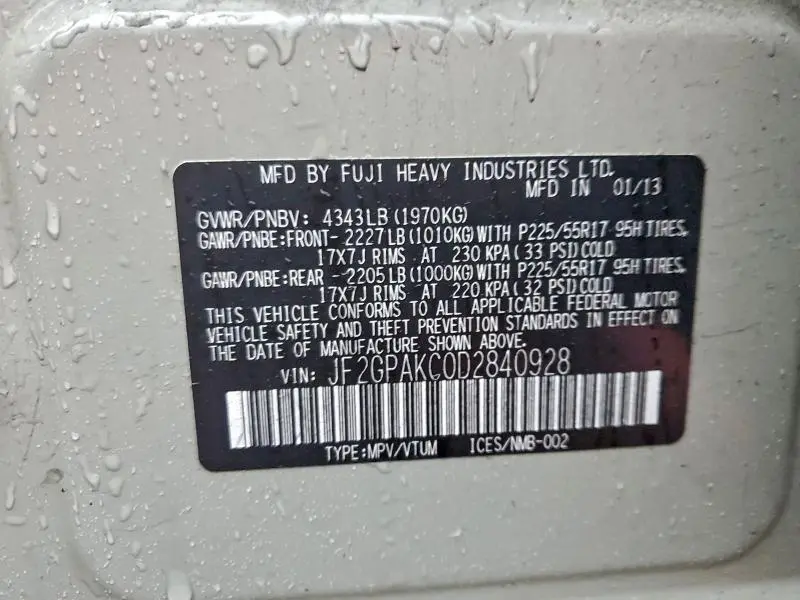 MFD BY FUJI HEAVY INDUSTRIES LTD.
MFD IN 01/13
GVWR/PNBV: 4343LB(1970KG)
GAWR/PNBE:FRONT-2227LB(1010KG)WITH P225/55R17 95H TIRES,
17X7J RIMS AT 230 KPA(33 PSI)COLD
GAWR/PNBE:REAR -2205LB(1000KG)WITH P225/55R17 95H TIRES,
17X7J RIMS AT 220 KPA(32 PSI)COLD
THIS VEHICLE CONFORMS TO ALL APPLICABLE FEDERAL MOTOR
VEHICLE SAFETY AND THEFT PREVENTION STANDARDS IN EFFECT ON
THE DATE OF MANUFACTURE SHOWN ABOVE.
VIN: JF2GPAKC0D2840928
TYPE:MPV/VTUM ICES/NMB-002